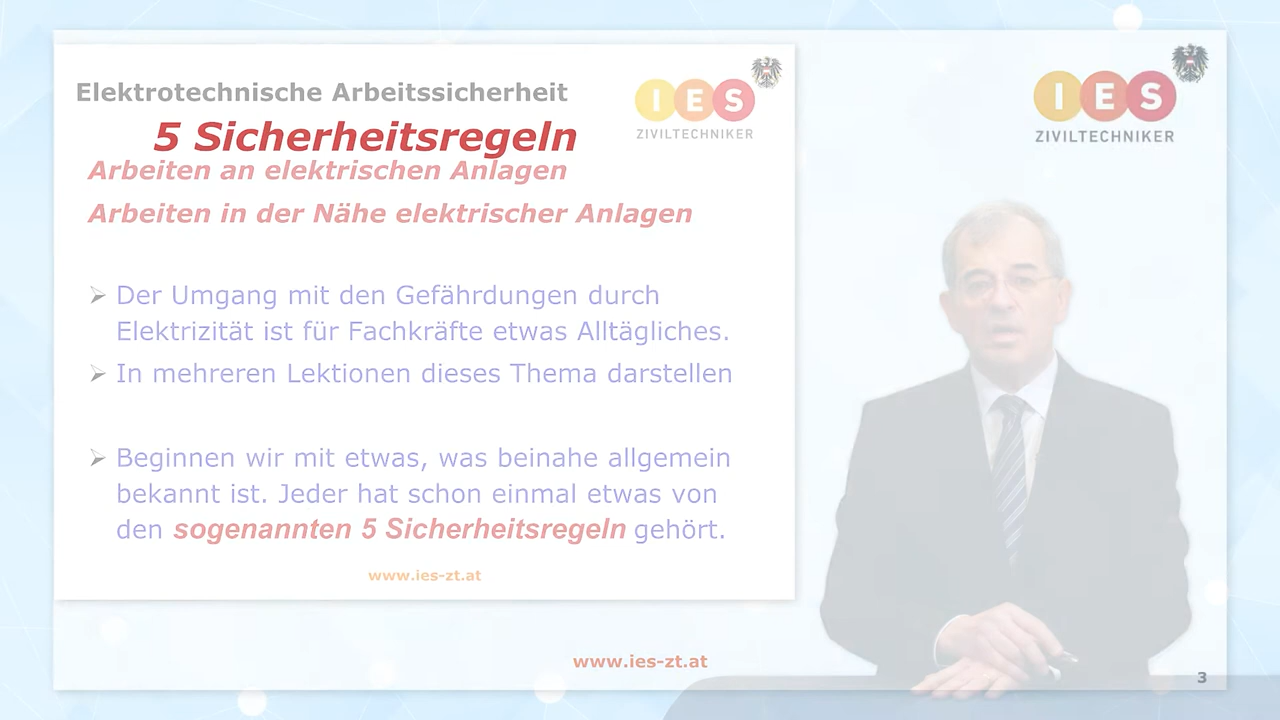 Elektrotechnische Arbeitssicherheit
5 Sicherheitsregeln
Arbeiten an elektrischen Anlagen
Arbeiten in der Nähe elektrischer Anlagen
IES
ZIVILTECHNIKER
IES
ZIVILTECHNIKER
Der Umgang mit den Gefährdungen durch
Elektrizität ist für Fachkräfte etwas Alltägliches.
In mehreren Lektionen dieses Thema darstellen
Beginnen wir mit etwas, was beinahe allgemein
bekannt ist. Jeder hat schon einmal etwas von
den sogenannten 5 Sicherheitsregeln gehört.
www.ies-zt.at
www.ies-zt.at
3